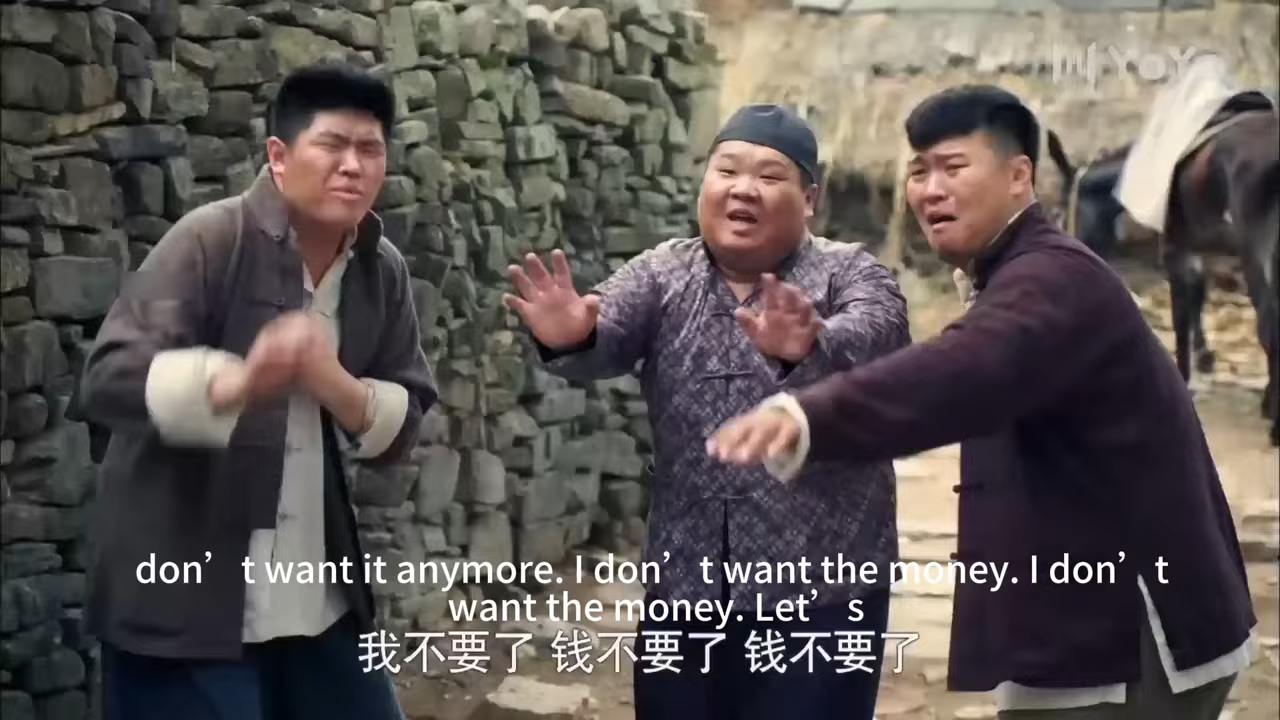 YoYo
don’t want it anymore. I don’t want the money. I don’t
want the money. Let’s
我不要了 钱不要了 钱不要了